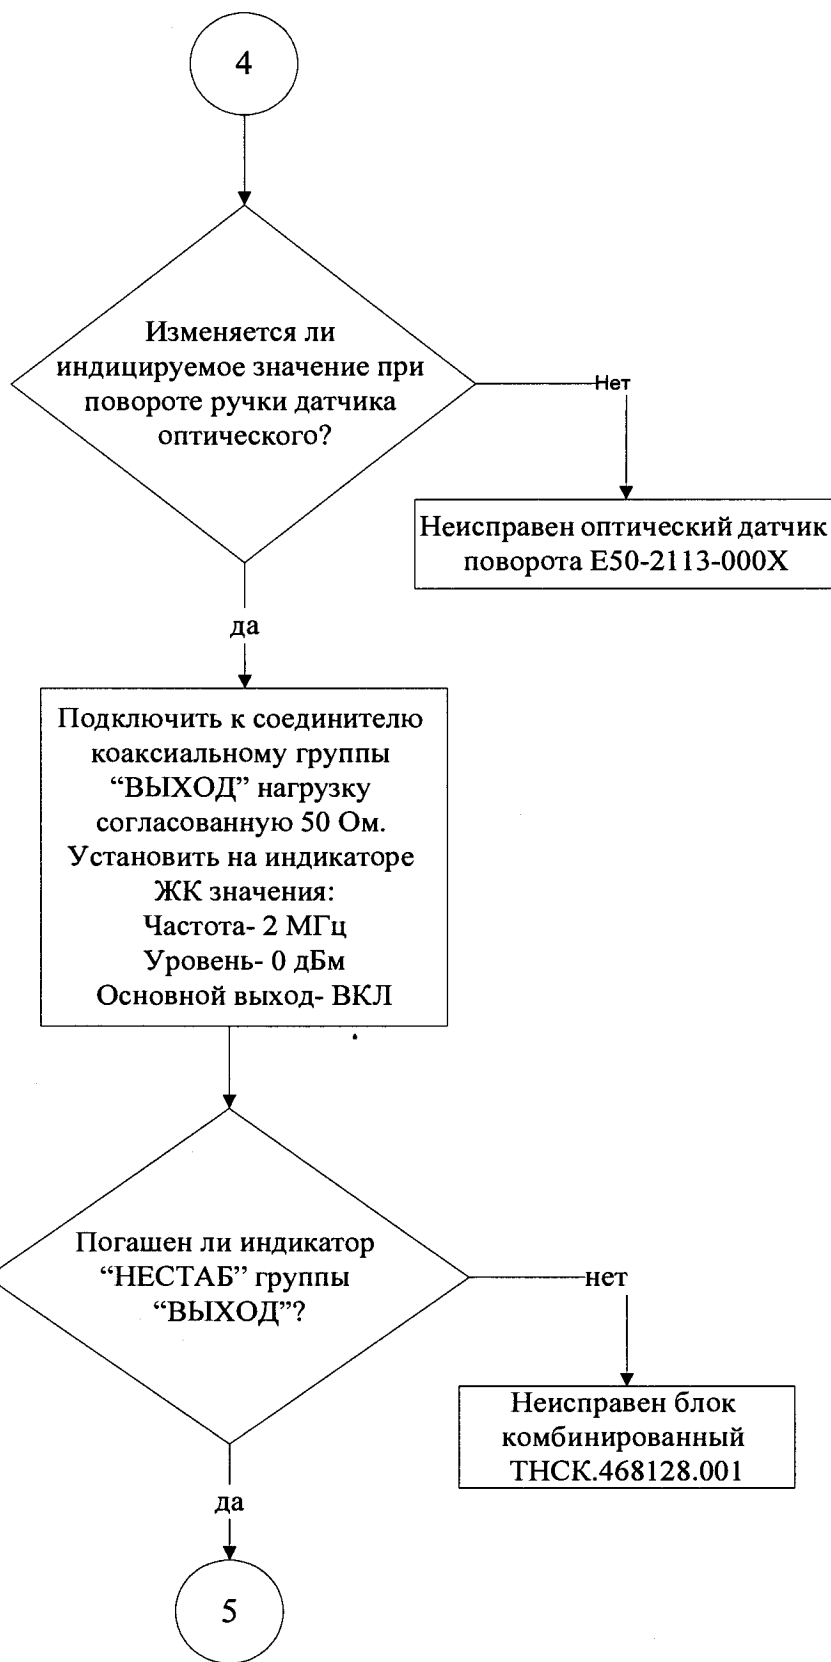 4
Изменяется ли
индицируемое значение при
повороте ручки датчика
оптического?
Нет
Неисправен оптический датчик
поворота E50-2113-000X
да
Подключить к соединителю
коаксиальному группы
“ВЫХОД” нагрузку
согласованную 50 Ом.
Установить на индикаторе
ЖК значения:
Частота- 2 МГц
Уровень- 0 дБм
Основной выход- ВКЛ
Погашен ли индикатор
“НЕСТАБ” группы
“ВЫХОД”?
нет
Неисправен блок
комбинированный
ТНСК.468128.001
да
5